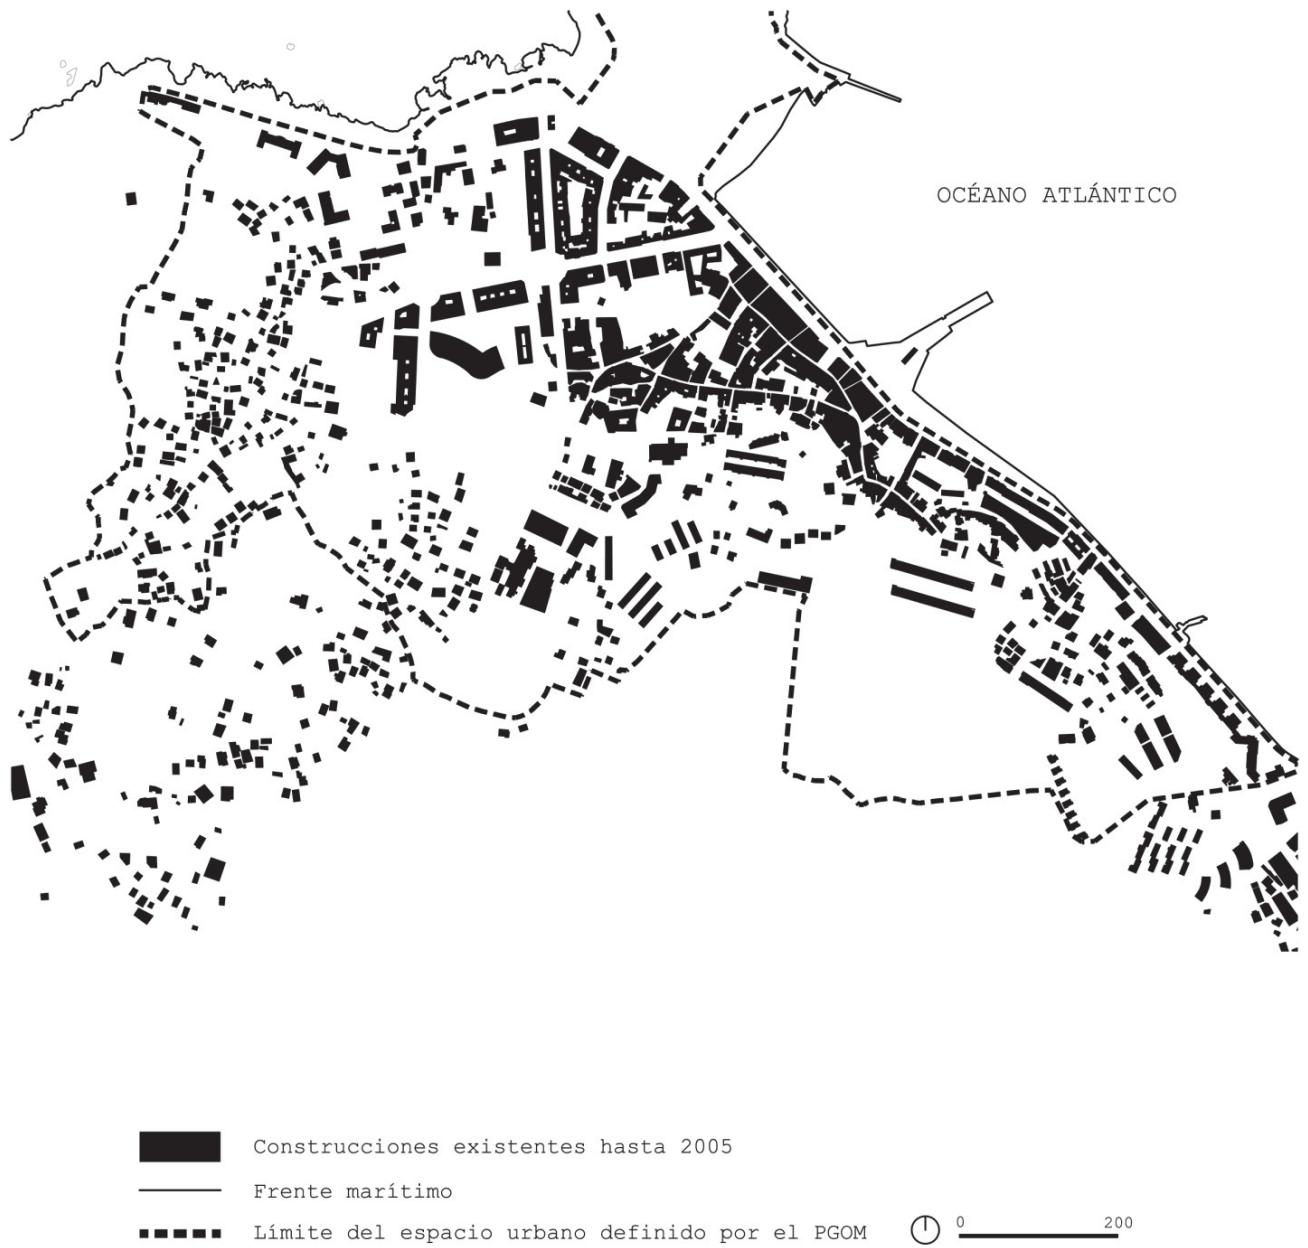 OCÉANO ATLÁNTICO
Construcciones existentes hasta 2005
Frente marítimo
Límite del espacio urbano definido por el PGOM
0 200